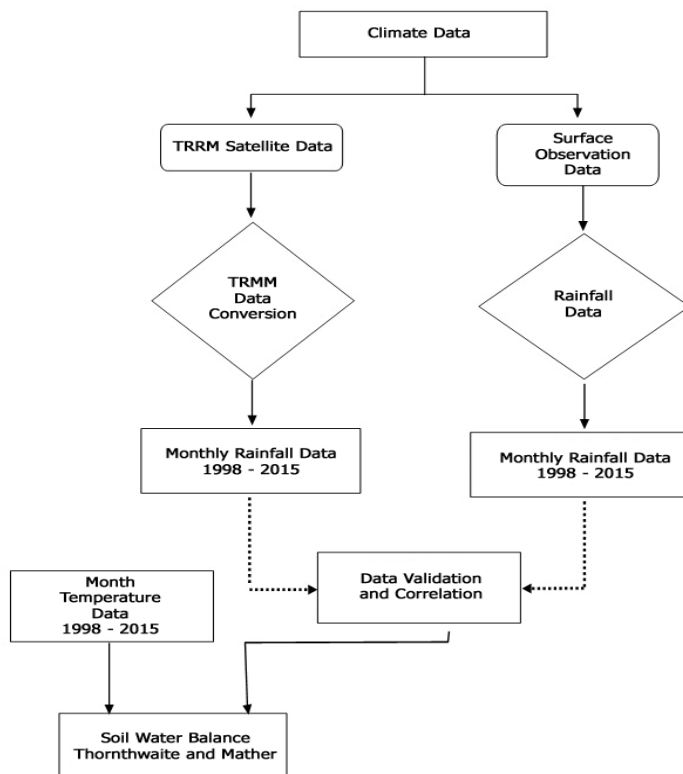 Climate Data
TRRM Satellite Data
Surface
Observation
Data
TRMM
Data
Conversion
Rainfall
Data
Monthly Rainfall Data
1998 - 2015
Monthly Rainfall Data
1998 - 2015
Month
Temperature
Data
1998 - 2015
Data Validation
and Correlation
Soil Water Balance
Thornthwaite and Mather